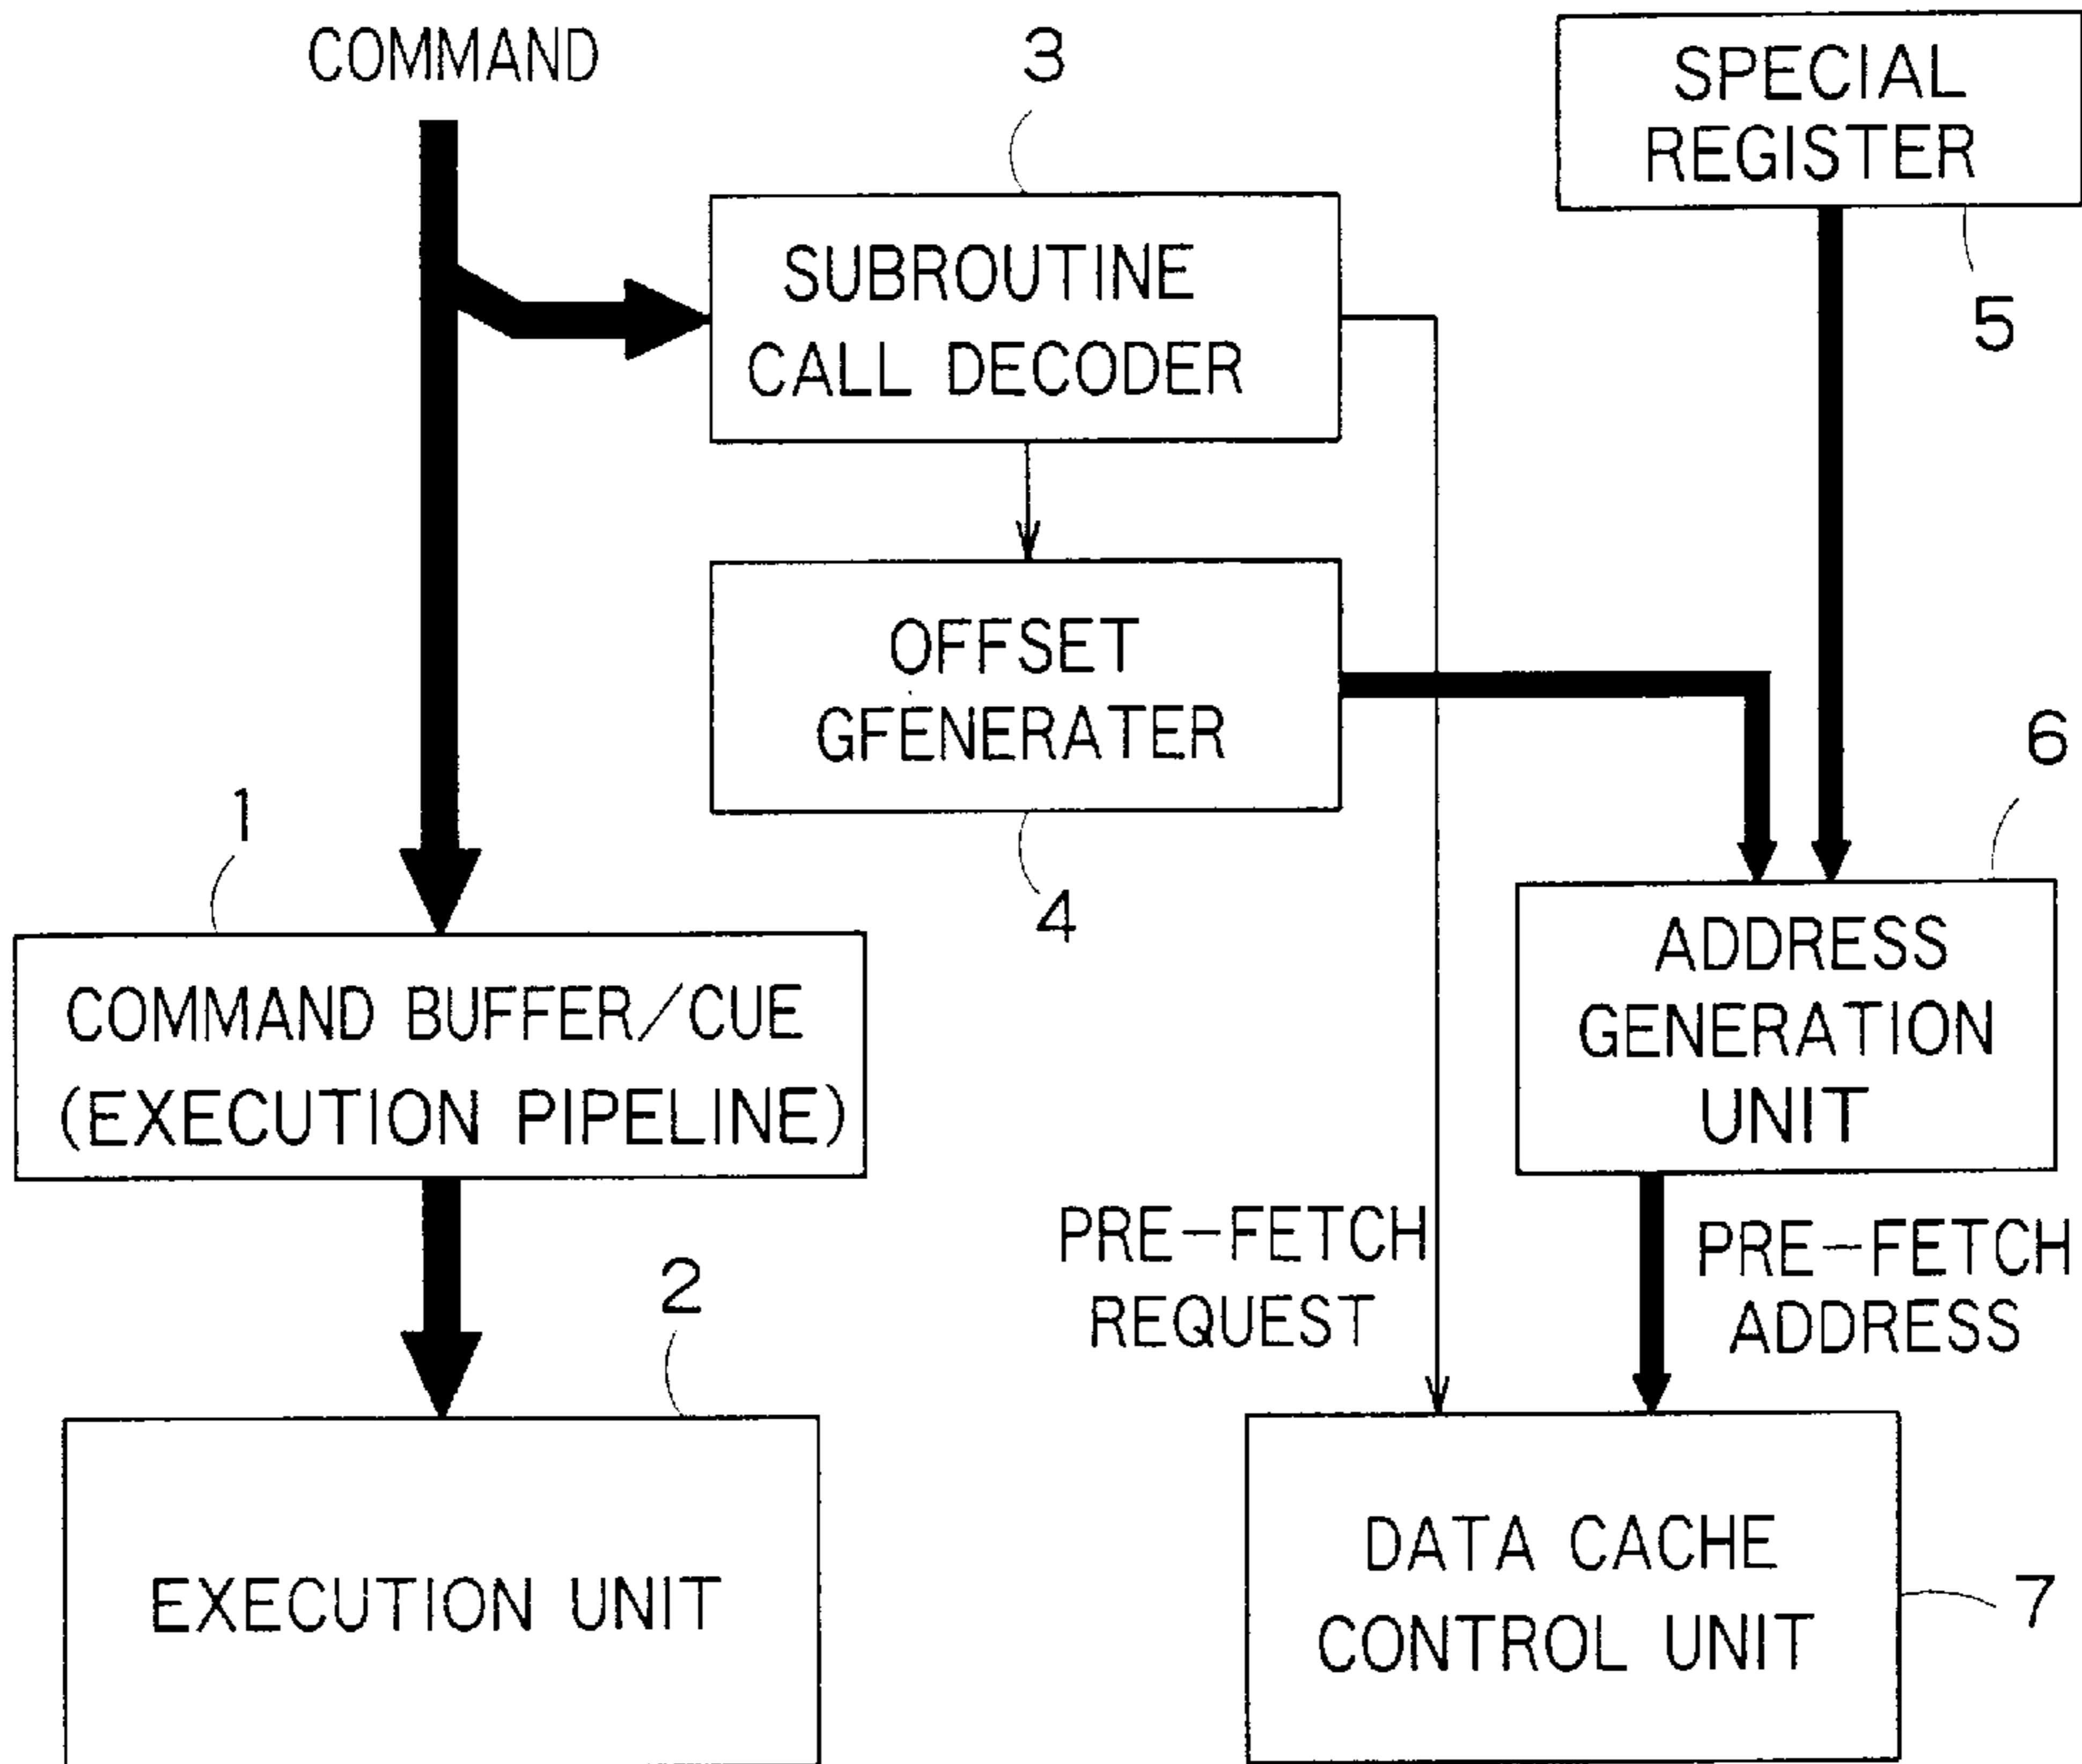 COMMAND
3
SPECIAL
REGISTER
SUBROUTINE
CALL DECODER
5
OFFSET
GFENERATER
6
1
4
ADDRESS
GENERATION
UNIT
COMMAND BUFFER/CUE
(EXECUTION PIPELINE)
PRE-FETCH
REQUEST
PRE-FETCH
ADDRESS
2
EXECUTION UNIT
DATA CACHE
CONTROL UNIT
7